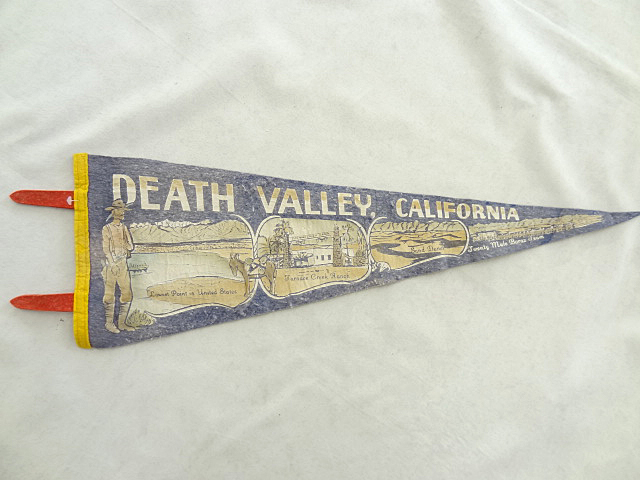 DEATH VALLEY, CALIFORNIA
Lowest Point in United States
Furnace Creek Ranch
Sand Dunes
Twenty Mule Borax Team